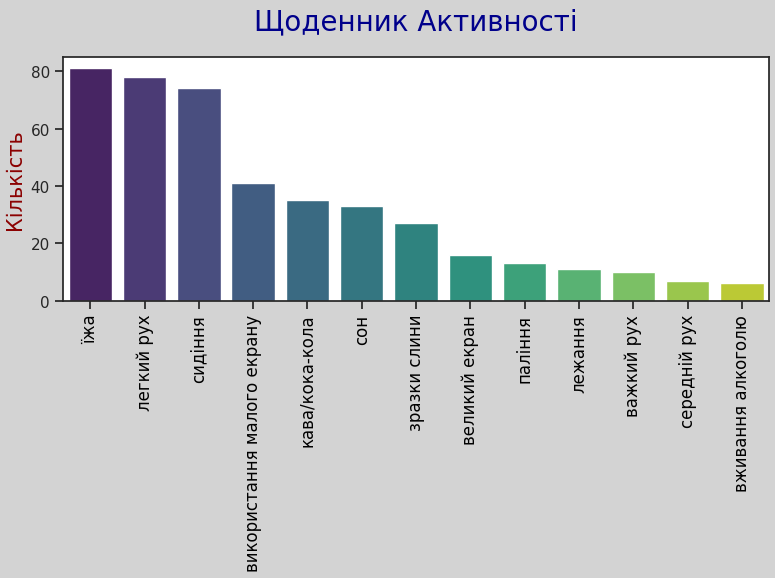 Щоденник Активності
Кількість
80
60
40
20
0
їжа
легкий рух
сидіння
використання малого екрану
кава/кока-кола
сон
зразки слини
великий екран
паління
лежання
важкий рух
середній рух
вживання алкоголю